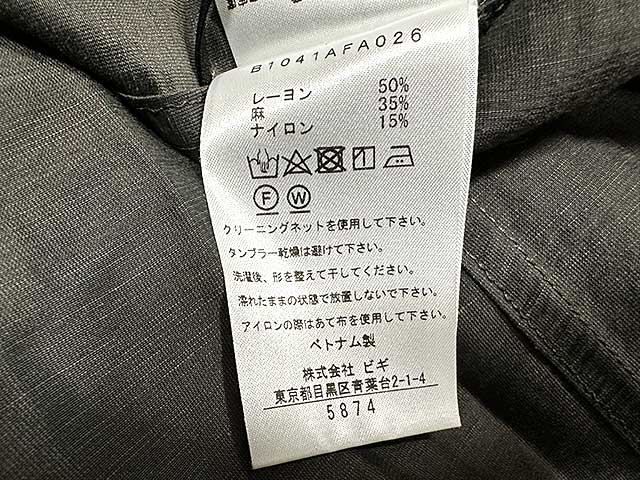 B1041AFA026
レーヨン 50%
麻 35%
ナイロン 15%
F W
クリーニングネットを使用して下さい。
タンブラー乾燥は避けて下さい。
洗濯後、形を整えて干してください。
濡れたままの状態で放置しないで下さい。
アイロンの際はあて布を使用して下さい。
ベトナム製
株式会社 ビギ
東京都目黒区青葉台2-1-4
5874